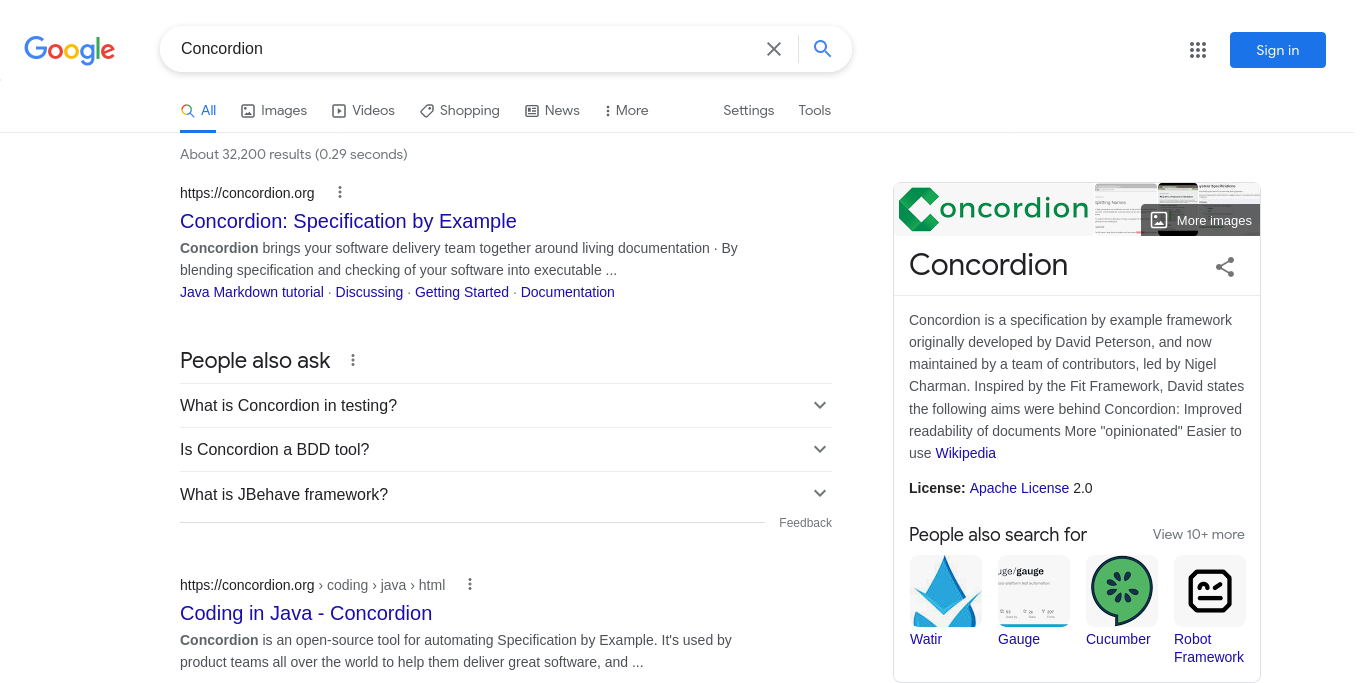 Google
Concordion
Sign in
All
Images
Videos
Shopping
News
More
Settings
Tools
About 32,200 results (0.29 seconds)
https://concordion.org
Concordion: Specification by Example
Concordion brings your software delivery team together around living documentation · By
blending specification and checking of your software into executable ...
Java Markdown tutorial · Discussing · Getting Started · Documentation
People also ask
What is Concordion in testing?
Is Concordion a BDD tool?
What is JBehave framework?
Feedback
https://concordion.org › coding › java › html
Coding in Java - Concordion
Concordion is an open-source tool for automating Specification by Example. It's used by
product teams all over the world to help them deliver great software, and ...
Concordion
More images
Concordion
Concordion is a specification by example framework
originally developed by David Peterson, and now
maintained by a team of contributors, led by Nigel
Charman. Inspired by the Fit Framework, David states
the following aims were behind Concordion: Improved
readability of documents More "opinionated" Easier to
use Wikipedia
License: Apache License 2.0
People also search for
View 10+ more
uge/gauge
Watir
Gauge
Cucumber
Robot
Framework